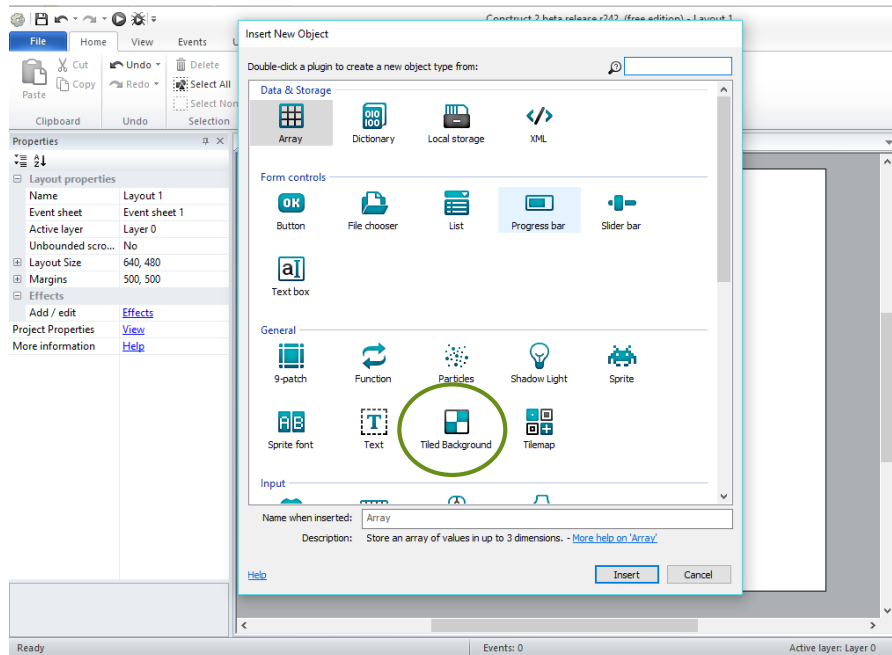 Construct 2 beta release r242 (free edition) - Layout 1
File Home View Events
Cut
Copy
Paste
Clipboard
Undo
Redo
Undo
Delete
Select All
Select Non
Selection
Properties
Layout properties
Name Layout 1
Event sheet Event sheet 1
Active layer Layer 0
Unbounded scro... No
Layout Size 640, 480
Margins 500, 500
Effects
Add / edit Effects
Project Properties View
More information Help
Insert New Object
Double-click a plugin to create a new object type from:
Data & Storage
Array Dictionary Local storage XML
Form controls
OK
Button File chooser List Progress bar Slider bar
aI
Text box
General
9-patch Function Particles Shadow Light Sprite
AB T
Sprite font Text Tiled Background Tilemap
Input
Name when inserted: Array
Description: Store an array of values in up to 3 dimensions. - More help on 'Array'
Help Insert Cancel
Ready Events: 0 Active layer: Layer 0